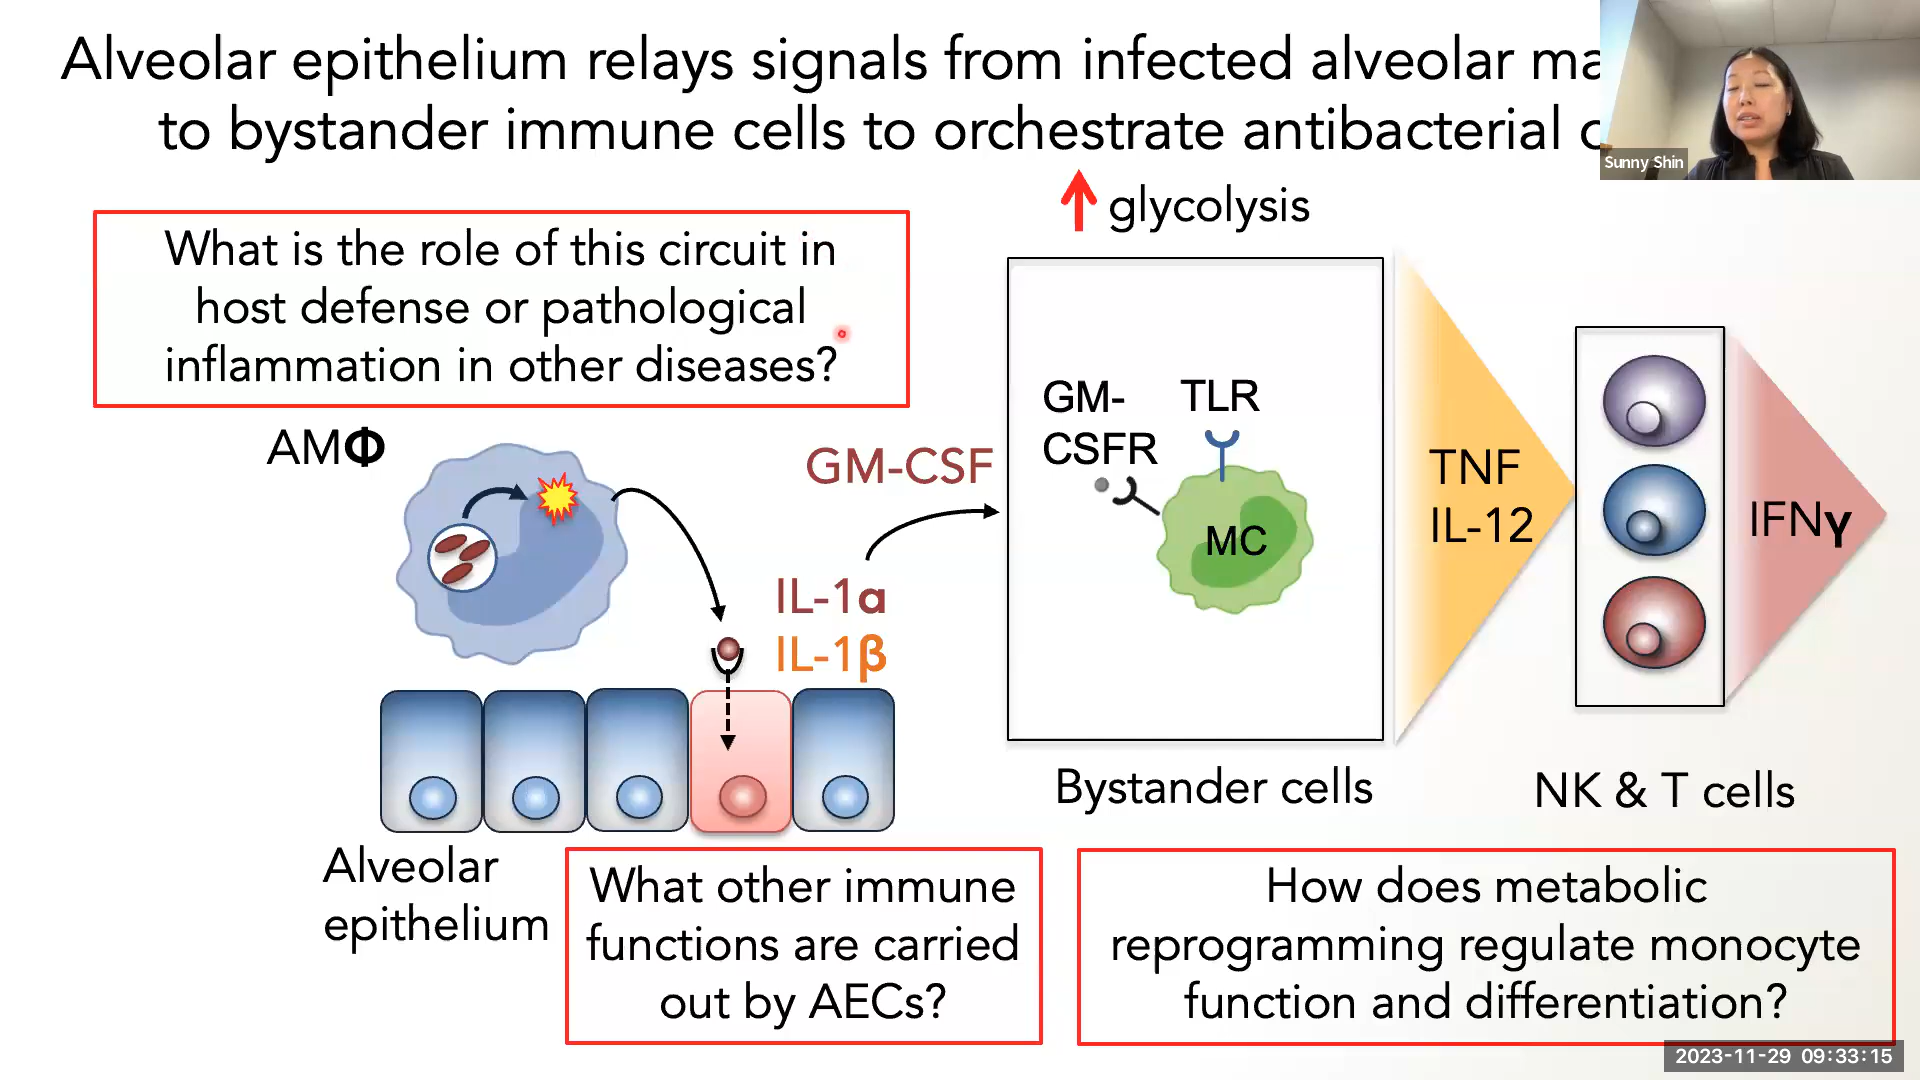 Alveolar epithelium relays signals from infected alveolar
to bystander immune cells to orchestrate antibacterial
Sunny Shin
glycolysis
What is the role of this circuit in
host defense or pathological
inflammation in other diseases?
AMΦ
GM-CSF
IL-1α
IL-1β
GM-
CSFR
TLR
MC
TNF
IL-12
IFNγ
Bystander cells
NK & T cells
Alveolar
epithelium
What other immune
functions are carried
out by AECs?
How does metabolic
reprogramming regulate monocyte
function and differentiation?
2023-11-29 09:33:15